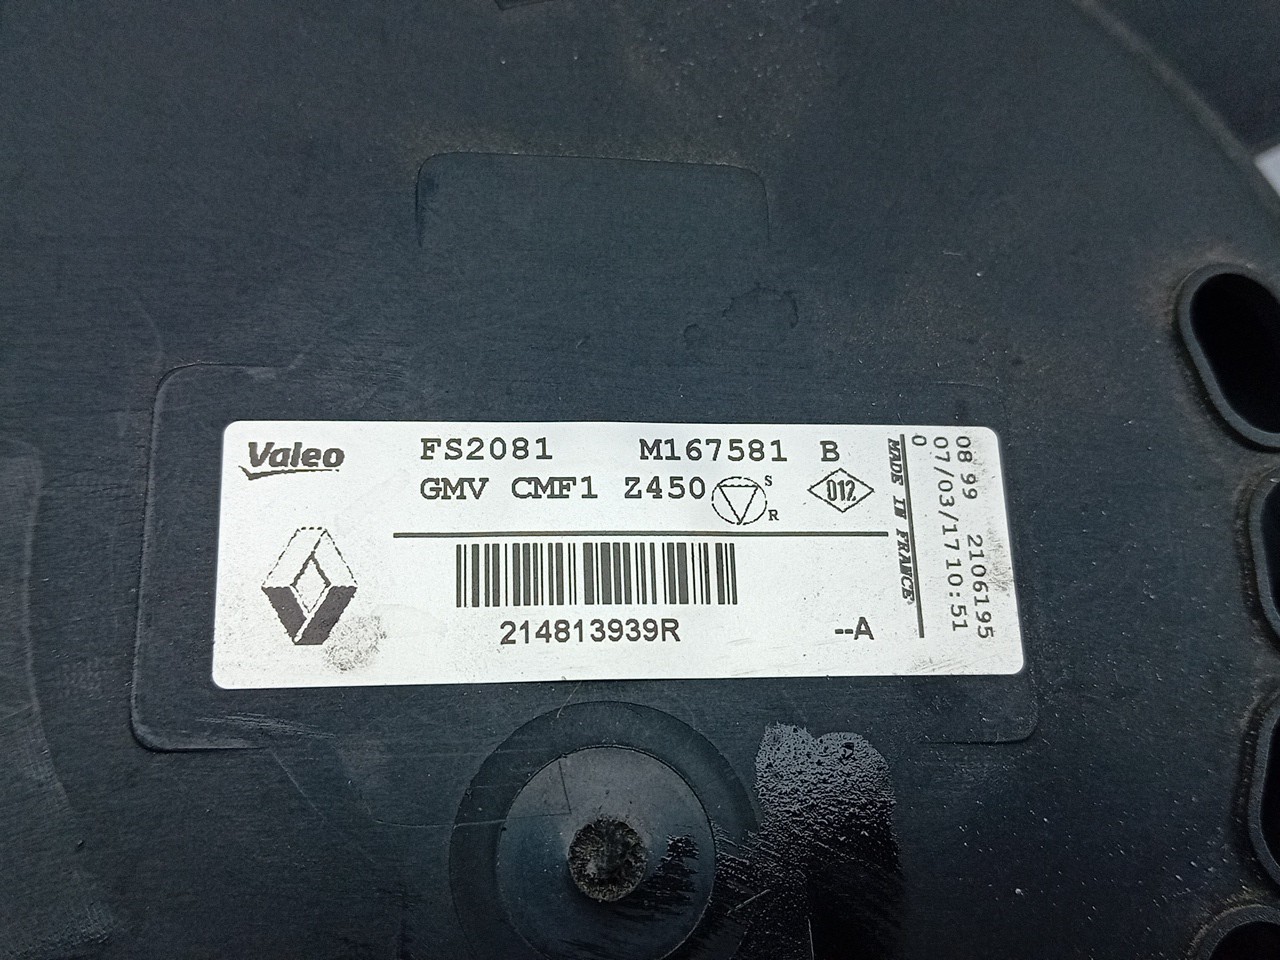 Valeo
FS2081 M167581 B
GMV CMF1 Z450 S R 012
214813939R
--A
MADE IN FRANCE
0
07/03/17 10:51
08 99 2106195